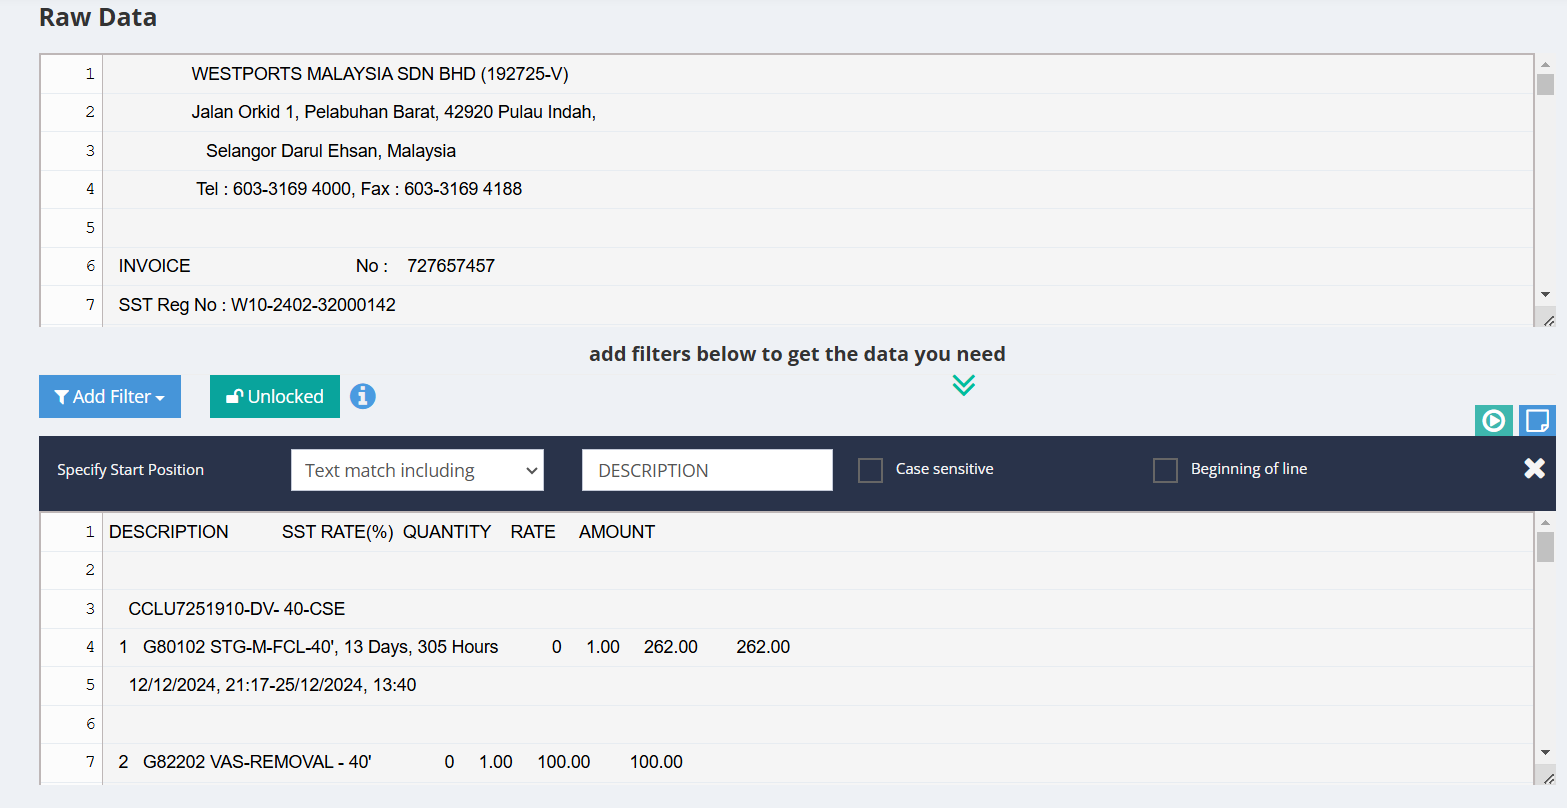 Raw Data
1 WESTPORTS MALAYSIA SDN BHD (192725-V)
2 Jalan Orkid 1, Pelabuhan Barat, 42920 Pulau Indah,
3 Selangor Darul Ehsan, Malaysia
4 Tel : 603-3169 4000, Fax : 603-3169 4188
5
6 INVOICE No : 727657457
7 SST Reg No : W10-2402-32000142
add filters below to get the data you need
Add Filter Unlocked
Specify Start Position Text match including DESCRIPTION Case sensitive Beginning of line
1 DESCRIPTION SST RATE(%) QUANTITY RATE AMOUNT
2
3 CCLU7251910-DV- 40-CSE
4 1 G80102 STG-M-FCL-40', 13 Days, 305 Hours 0 1.00 262.00 262.00
5 12/12/2024, 21:17-25/12/2024, 13:40
6
7 2 G82202 VAS-REMOVAL - 40' 0 1.00 100.00 100.00